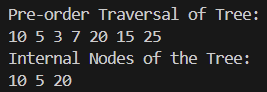 Pre-order Traversal of Tree:
10 5 3 7 20 15 25
Internal Nodes of the Tree:
10 5 20